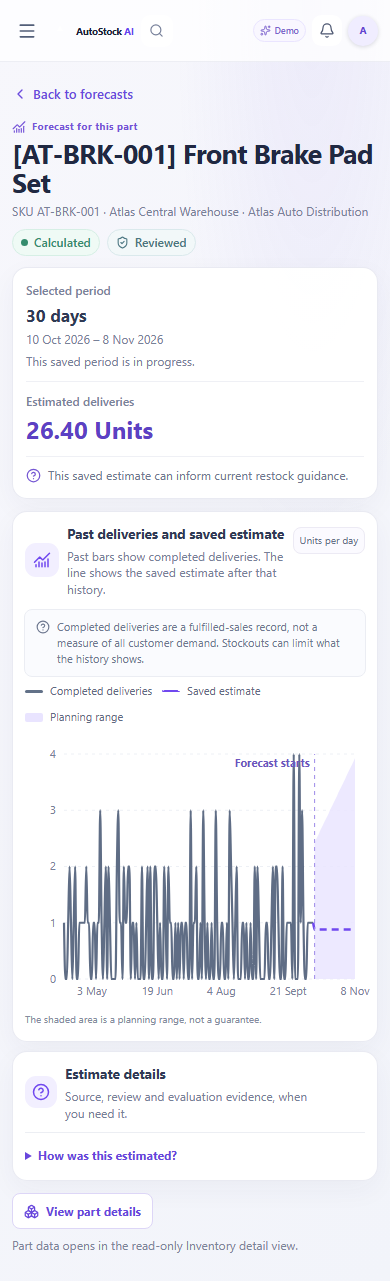 AutoStock AI
Demo
A
Back to forecasts
Forecast for this part
[AT-BRK-001] Front Brake Pad
Set
SKU AT-BRK-001 · Atlas Central Warehouse · Atlas Auto Distribution
Calculated
Reviewed
Selected period
30 days
10 Oct 2026 – 8 Nov 2026
This saved period is in progress.
Estimated deliveries
26.40 Units
This saved estimate can inform current restock guidance.
Past deliveries and saved estimate
Units per day
Past bars show completed deliveries. The
line shows the saved estimate after that
history.
Completed deliveries are a fulfilled-sales record, not a
measure of all customer demand. Stockouts can limit what
the history shows.
Completed deliveries
Saved estimate
Planning range
4
Forecast starts
3
2
1
0
3 May
19 Jun
4 Aug
21 Sept
8 Nov
The shaded area is a planning range, not a guarantee.
Estimate details
Source, review and evaluation evidence, when
you need it.
How was this estimated?
View part details
Part data opens in the read-only Inventory detail view.